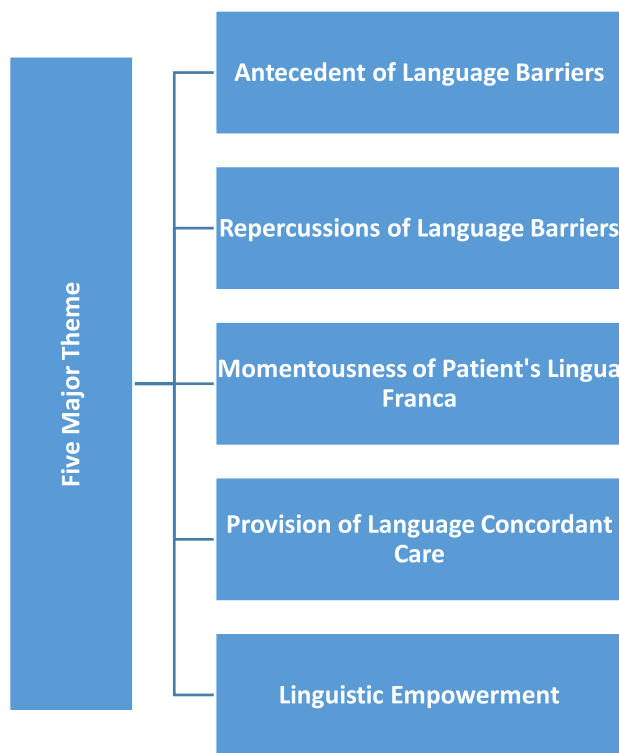 Five Major Theme
Antecedent of Language Barriers
Repercussions of Language Barriers
Momentousness of Patient's Lingua
Franca
Provision of Language Concordant
Care
Linguistic Empowerment